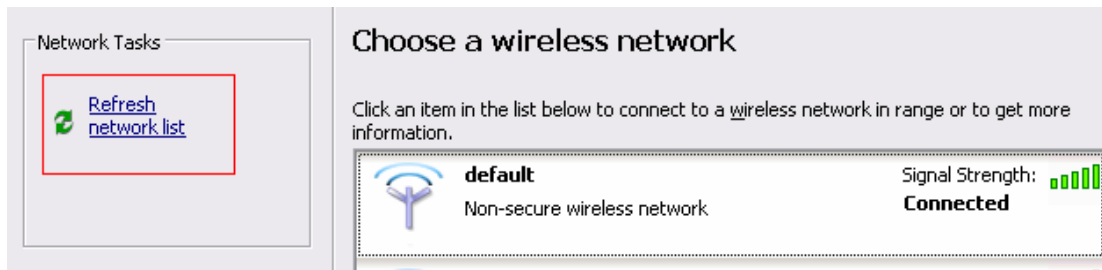 Network Tasks
Refresh
network list
Choose a wireless network
Click an item in the list below to connect to a wireless network in range or to get more
information.
default
Signal Strength:
Non-secure wireless network
Connected